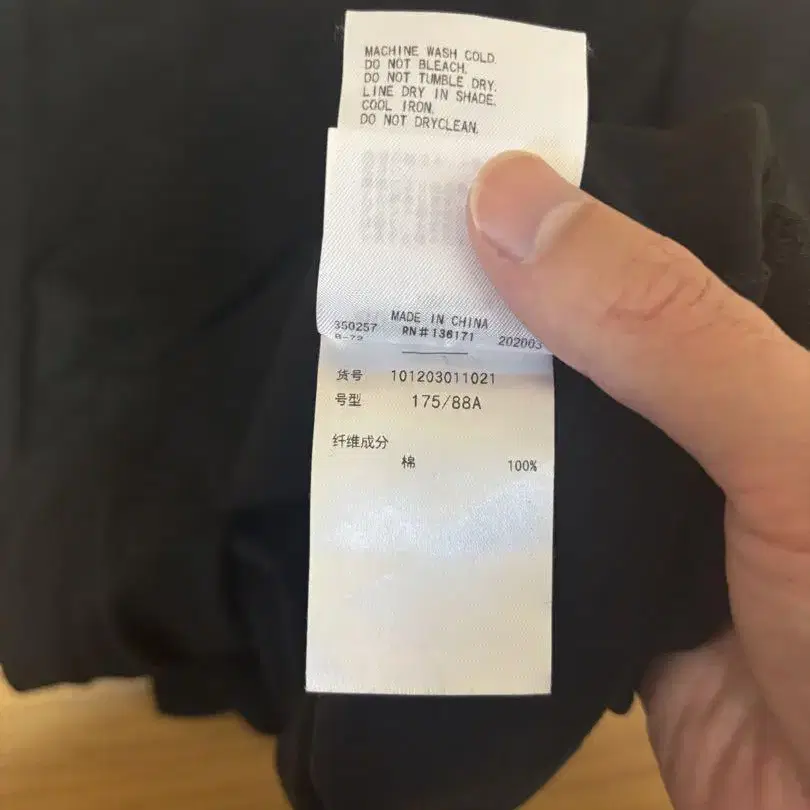 MACHINE WASH COLD.
DO NOT BLEACH.
DO NOT TUMBLE DRY.
LINE DRY IN SHADE.
COOL IRON.
DO NOT DRYCLEAN.
MADE IN CHINA
350257 RN#136171 202003
货号 101203011021
号型 175/88A
纤维成分
棉 100%